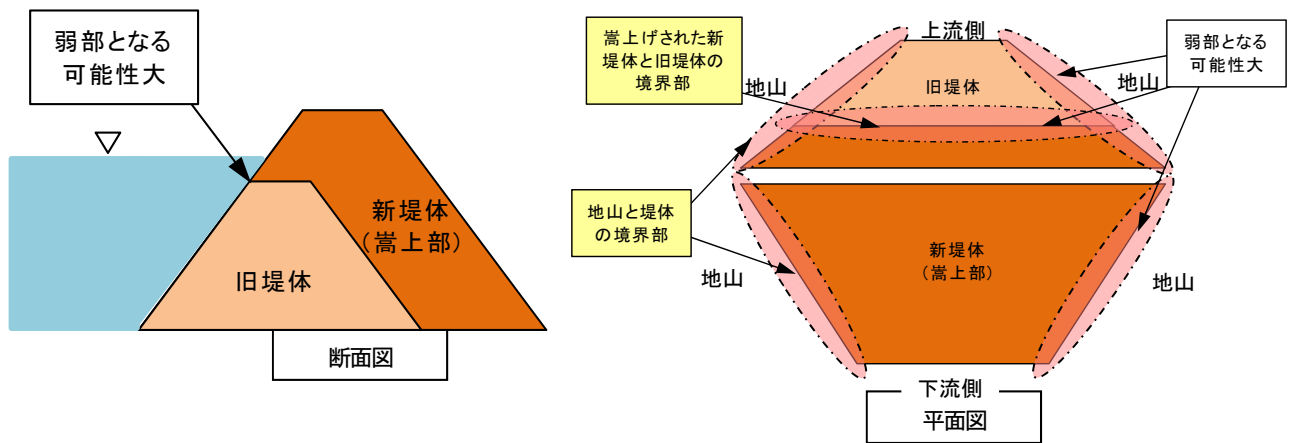 弱部となる
可能性大
新堤体
(嵩上部)
旧堤体
断面図
上流側
嵩上げされた新
堤体と旧堤体の
境界部
弱部となる
可能性大
地山
地山
旧堤体
地山と堤体
の境界部
新堤体
(嵩上部)
地山
地山
下流側
平面図